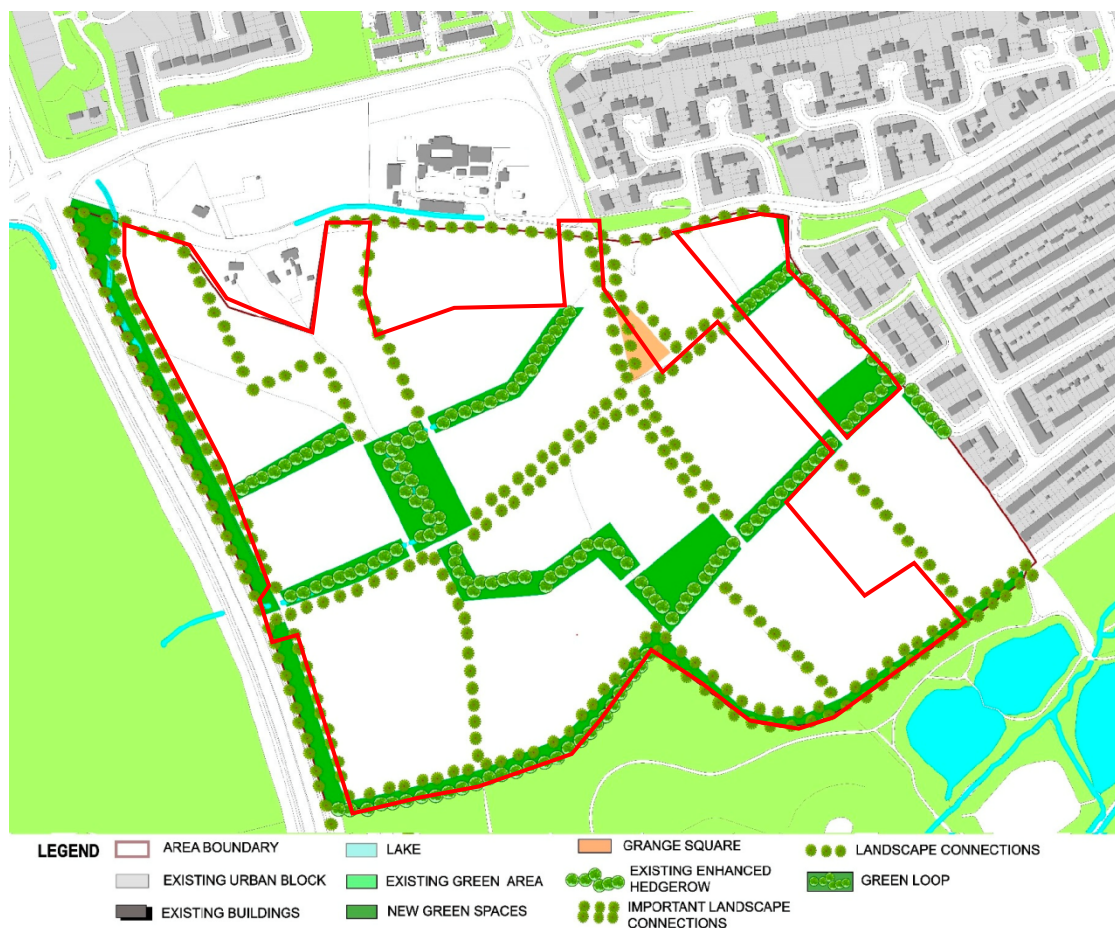 LEGEND
AREA BOUNDARY
EXISTING URBAN BLOCK
EXISTING BUILDINGS
LAKE
EXISTING GREEN AREA
NEW GREEN SPACES
GRANGE SQUARE
EXISTING ENHANCED
HEDGEROW
IMPORTANT LANDSCAPE
CONNECTIONS
LANDSCAPE CONNECTIONS
GREEN LOOP